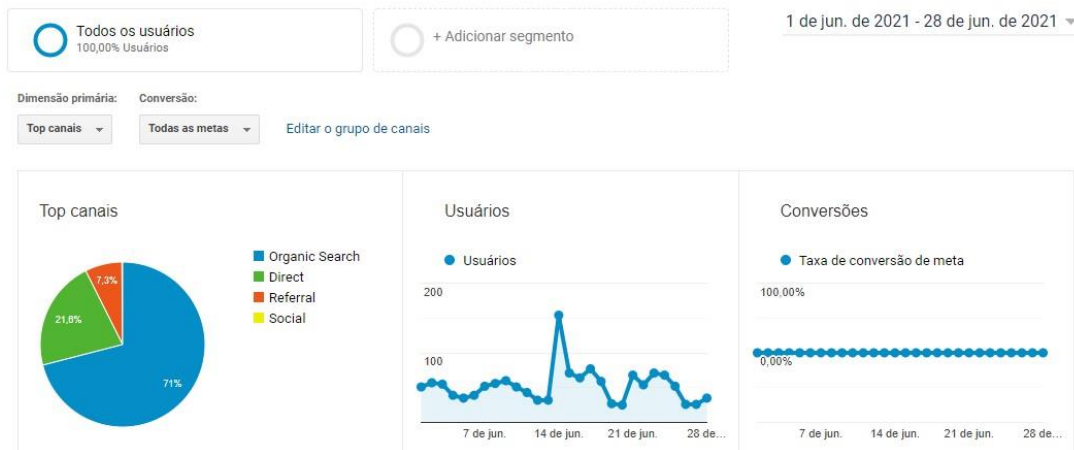 Todos os usuários
100,00% Usuários
+ Adicionar segmento
1 de jun. de 2021 - 28 de jun. de 2021
Dimensão primária:
Conversão:
Top canais
Todas as metas
Editar o grupo de canais
Top canais
Organic Search
Direct
Referral
Social
7,3%
21,6%
71%
Usuários
Usuários
200
100
7 de jun.
14 de jun.
21 de jun.
28 de...
Conversões
Taxa de conversão de meta
100,00%
0,00%
7 de jun.
14 de jun.
21 de jun.
28 de...